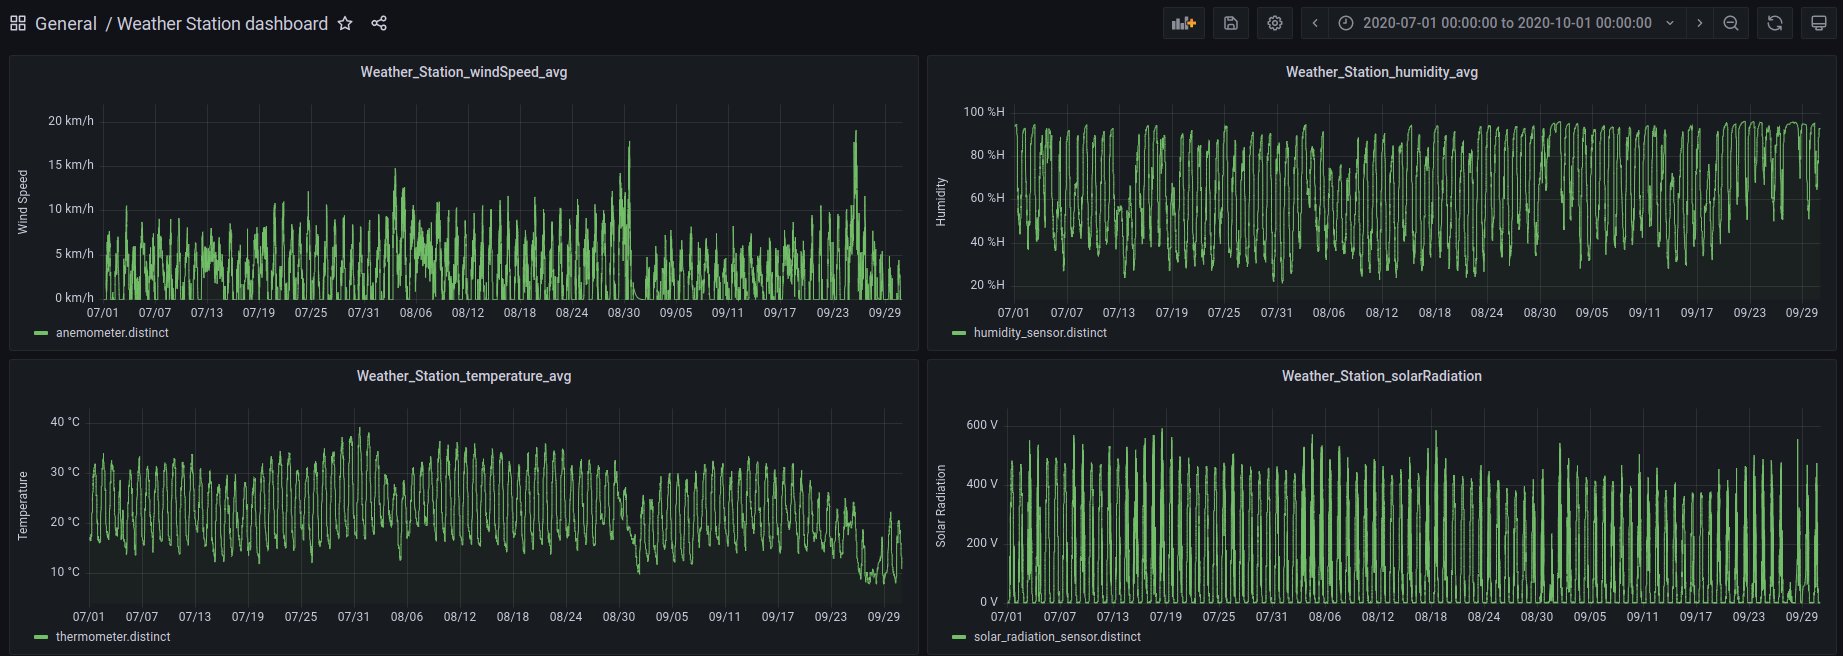 General / Weather Station dashboard
2020-07-01 00:00:00 to 2020-10-01 00:00:00
Weather_Station_windSpeed_avg
Wind Speed
20 km/h
15 km/h
10 km/h
5 km/h
0 km/h
07/01 07/07 07/13 07/19 07/25 07/31 08/06 08/12 08/18 08/24 08/30 09/05 09/11 09/17 09/23 09/29
anemometer.distinct
Weather_Station_humidity_avg
Humidity
100 %H
80 %H
60 %H
40 %H
20 %H
07/01 07/07 07/13 07/19 07/25 07/31 08/06 08/12 08/18 08/24 08/30 09/05 09/11 09/17 09/23 09/29
humidity_sensor.distinct
Weather_Station_temperature_avg
Temperature
40 °C
30 °C
20 °C
10 °C
07/01 07/07 07/13 07/19 07/25 07/31 08/06 08/12 08/18 08/24 08/30 09/05 09/11 09/17 09/23 09/29
thermometer.distinct
Weather_Station_solarRadiation
Solar Radiation
600 V
400 V
200 V
0 V
07/01 07/07 07/13 07/19 07/25 07/31 08/06 08/12 08/18 08/24 08/30 09/05 09/11 09/17 09/23 09/29
solar_radiation_sensor.distinct